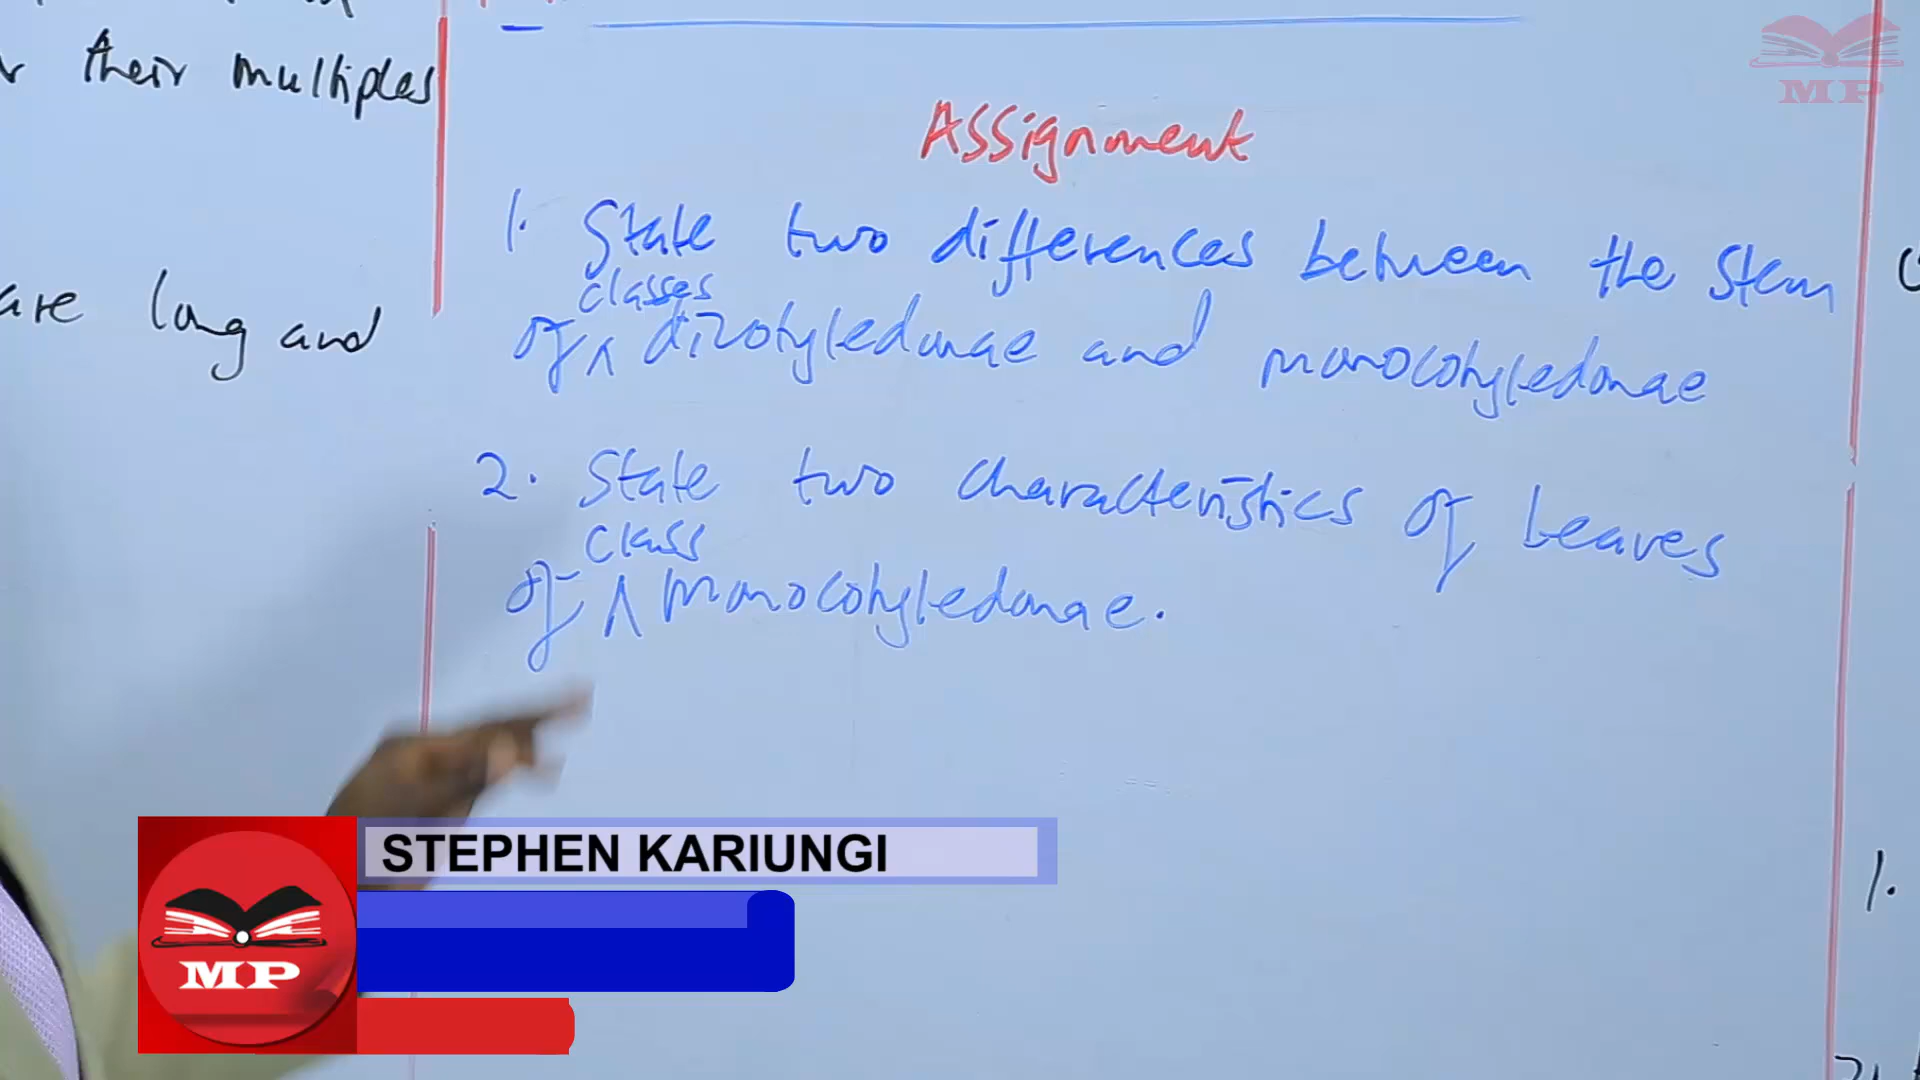 their multiples
are long and
Assignment
1. State two differences between the stem
classes
of ^ dicotyledonae and monocotyledonae
2. State two characteristics of leaves
class
of ^ monocotyledonae.
1.
MP
STEPHEN KARIUNGI
MP